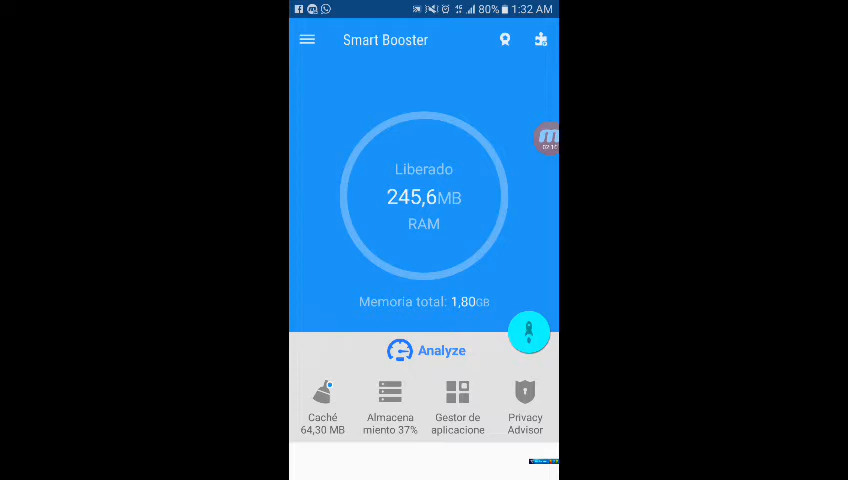 80% 1:32 AM
Smart Booster
Liberado
245,6MB
RAM
Memoria total: 1,80GB
Analyze
Caché
64,30 MB
Almacena
miento 37%
Gestor de
aplicacione
Privacy
Advisor